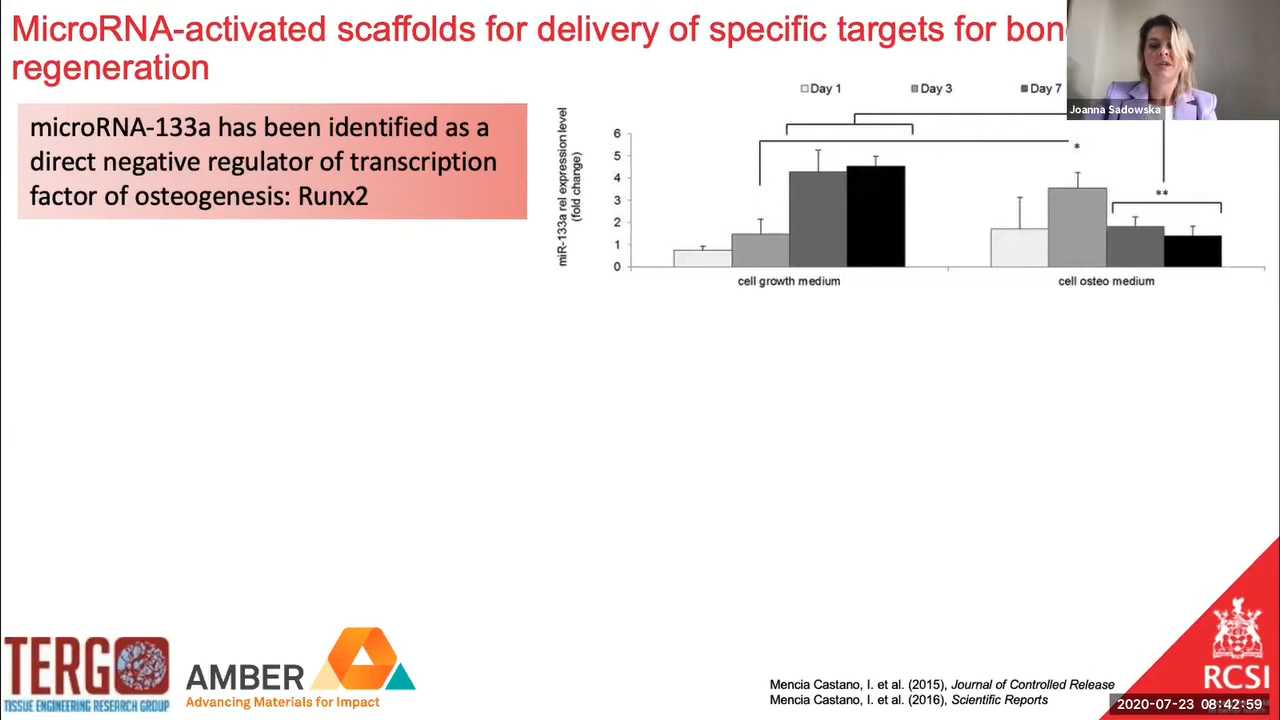 MicroRNA-activated scaffolds for delivery of specific targets for bon
regeneration
Joanna Sadowska
microRNA-133a has been identified as a
direct negative regulator of transcription
factor of osteogenesis: Runx2
Day 1
Day 3
Day 7
miR-133a rel expression level
(fold change)
6
5
4
3
2
1
0
*
**
cell growth medium
cell osteo medium
TERG
TISSUE ENGINEERING RESEARCH GROUP
AMBER
Advancing Materials for Impact
Mencia Castano, I. et al. (2015), Journal of Controlled Release
Mencia Castano, I. et al. (2016), Scientific Reports
RCSI
2020-07-23 08:42:59